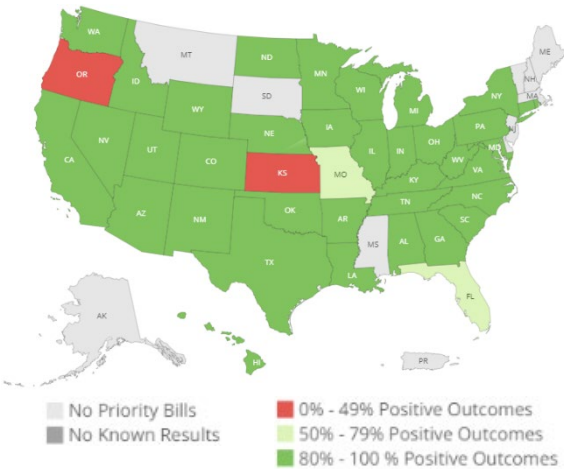 WA
MT
ND
MN
ME
OR
ID
SD
WI
NH
NY
MA
WY
MI
IA
PA
NE
NV
IL
IN
OH
MD
UT
CO
WV
VA
CA
KS
MO
KY
NC
TN
AZ
NM
OK
AR
SC
MS
AL
GA
TX
LA
FL
AK
HI
PR
No Priority Bills
No Known Results
0% - 49% Positive Outcomes
50% - 79% Positive Outcomes
80% - 100 % Positive Outcomes